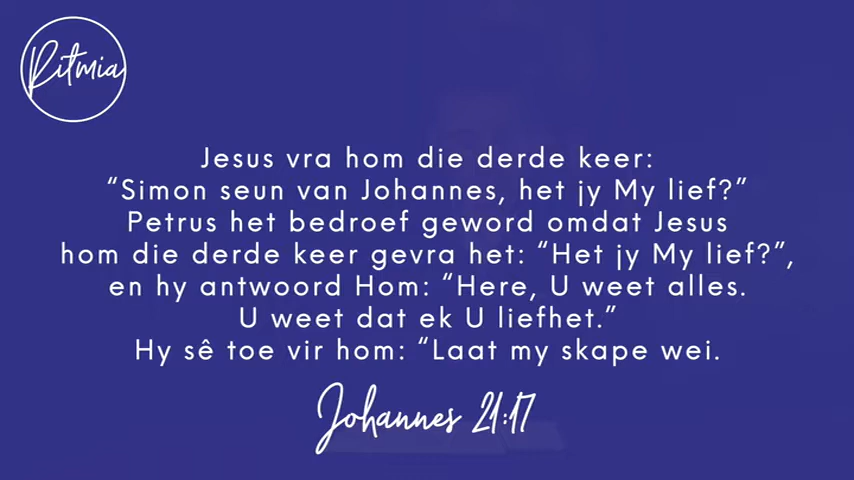 Ritmia
Jesus vra hom die derde keer:
“Simon seun van Johannes, het jy My lief?”
Petrus het bedroef geword omdat Jesus
hom die derde keer gevra het: “Het jy My lief?”,
en hy antwoord Hom: “Here, U weet alles.
U weet dat ek U liefhet.”
Hy sê toe vir hom: “Laat my skape wei.
Johannes 21:17